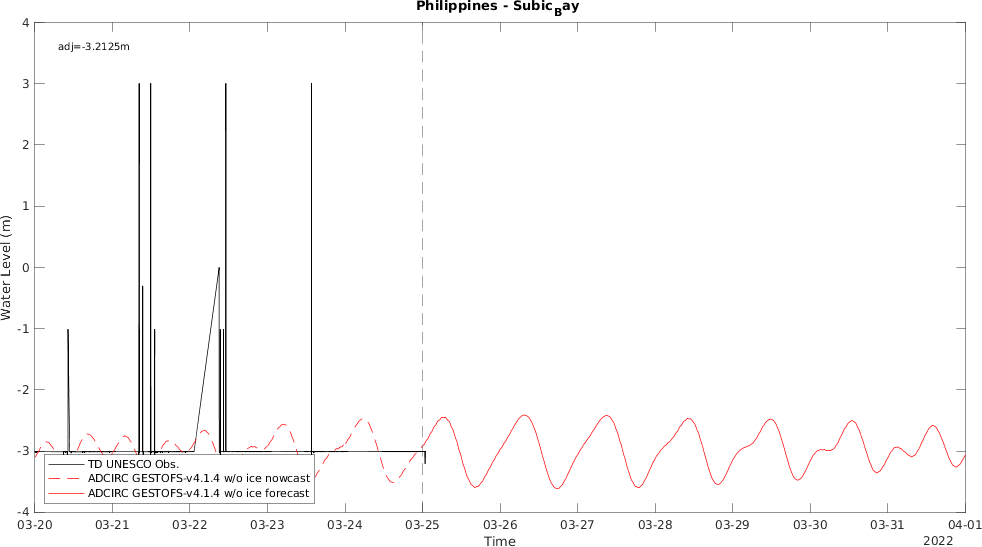 Philippines - Subic_Bay
adj=-3.2125m
4
3
2
1
0
-1
-2
-3
-4
Water Level (m)
TD UNESCO Obs.
ADCIRC GESTOFS-v4.1.4 w/o ice nowcast
ADCIRC GESTOFS-v4.1.4 w/o ice forecast
03-20 03-21 03-22 03-23 03-24 03-25 03-26 03-27 03-28 03-29 03-30 03-31 04-01
Time
2022